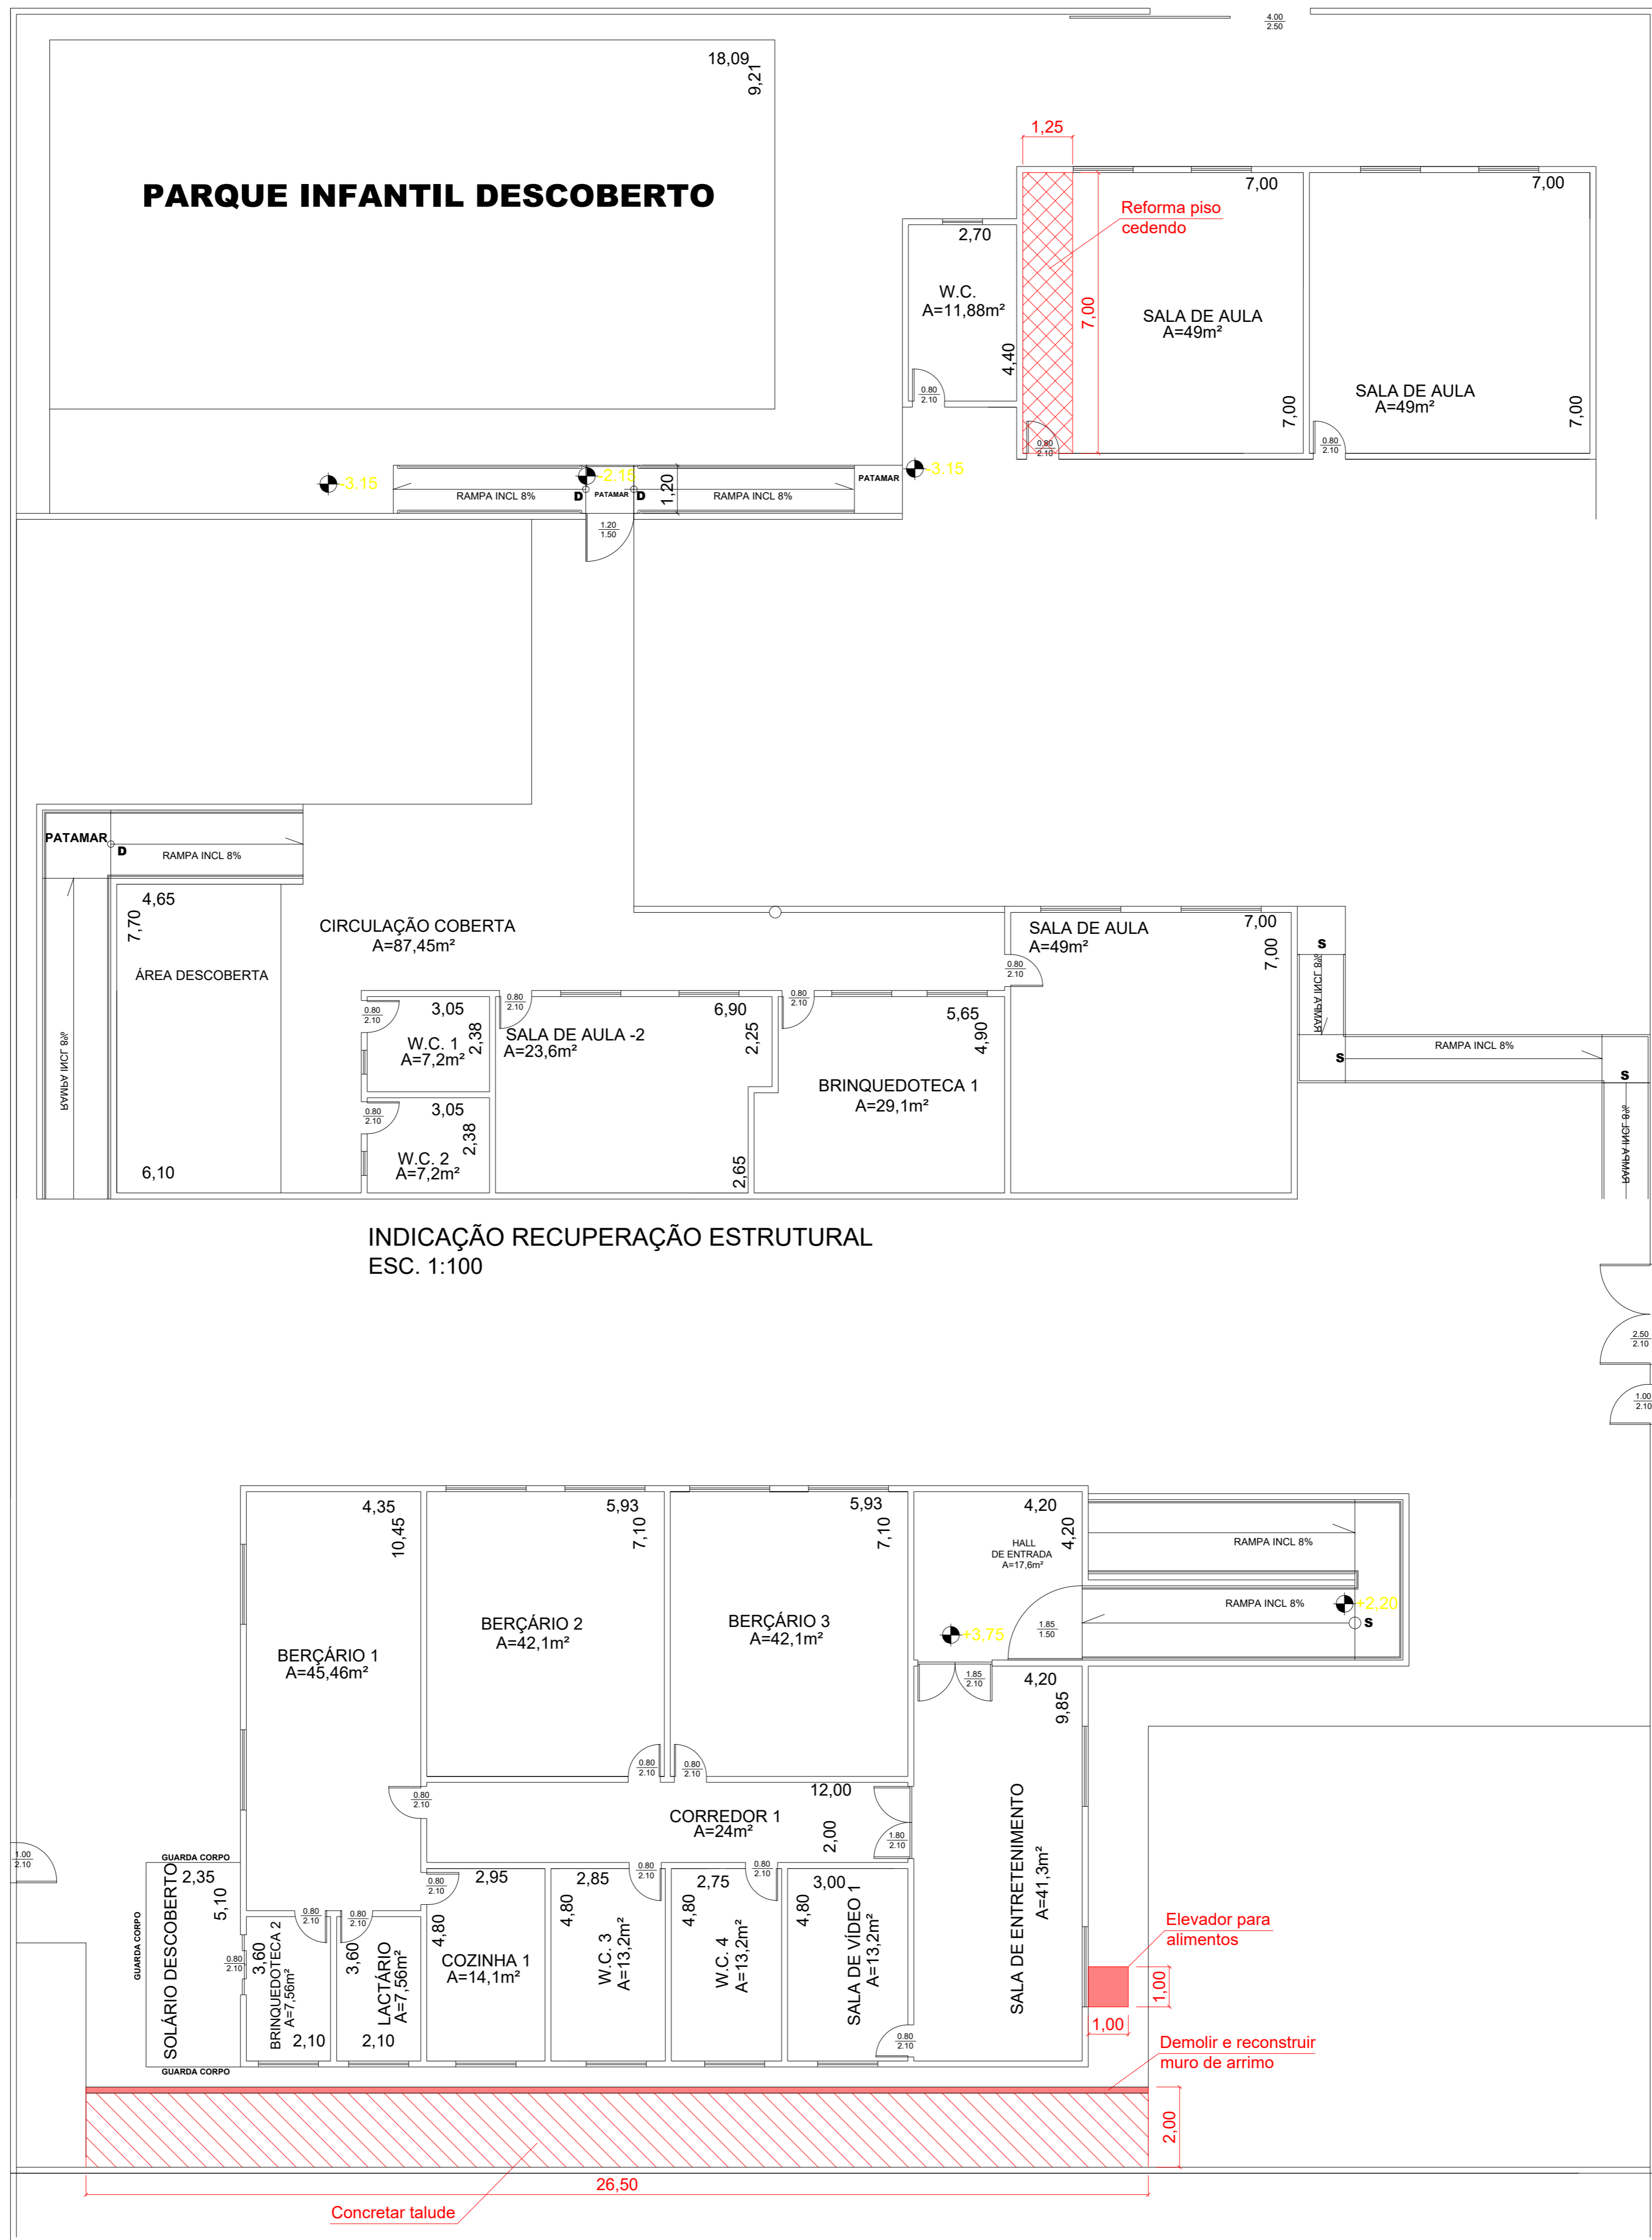 4.00
2.50
18,09
9,21
PARQUE INFANTIL DESCOBERTO
1,25
7,00
7,00
Reforma piso
cedendo
2,70
W.C.
A=11,88m²
4,40
7,00
SALA DE AULA
A=49m²
7,00
SALA DE AULA
A=49m²
7,00
0.80
2.10
0.80
2.10
0.80
2.10
-3.15
RAMPA INCL 8%
D
-2.15
PATAMAR
D
1,20
RAMPA INCL 8%
PATAMAR
-3.15
1.20
1.50
PATAMAR
D
RAMPA INCL 8%
RAMPA INCL 8%
4,65
7,70
ÁREA DESCOBERTA
6,10
CIRCULAÇÃO COBERTA
A=87,45m²
0.80
2.10
3,05
2,38
W.C. 1
A=7,2m²
0.80
2.10
3,05
2,38
W.C. 2
A=7,2m²
0.80
2.10
6,90
SALA DE AULA -2
A=23,6m²
2,25
2,65
0.80
2.10
5,65
4,90
BRINQUEDOTECA 1
A=29,1m²
0.80
2.10
SALA DE AULA
A=49m²
7,00
7,00
S
RAMPA INCL 8%
S
RAMPA INCL 8%
S
RAMPA INCL 8%
INDICAÇÃO RECUPERAÇÃO ESTRUTURAL
ESC. 1:100
2.50
2.10
1.00
2.10
4,35
10,45
BERÇÁRIO 1
A=45,46m²
5,93
7,10
BERÇÁRIO 2
A=42,1m²
5,93
7,10
BERÇÁRIO 3
A=42,1m²
4,20
4,20
HALL
DE ENTRADA
A=17,6m²
RAMPA INCL 8%
RAMPA INCL 8%
+2,20
S
+3,75
1.85
1.50
1.85
2.10
4,20
9,85
SALA DE ENTRETENIMENTO
A=41,3m²
0.80
2.10
0.80
2.10
0.80
2.10
12,00
CORREDOR 1
A=24m²
2,00
1.80
2.10
1.00
2.10
GUARDA CORPO
GUARDA CORPO
SOLÁRIO DESCOBERTO
2,35
5,10
GUARDA CORPO
0.80
2.10
0.80
2.10
3,60
BRINQUEDOTECA 2
A=7,56m²
2,10
0.80
2.10
3,60
LACTÁRIO
A=7,56m²
2,10
0.80
2.10
2,95
4,80
COZINHA 1
A=14,1m²
2,85
0.80
2.10
4,80
W.C. 3
A=13,2m²
2,75
0.80
2.10
4,80
W.C. 4
A=13,2m²
3,00
4,80
SALA DE VÍDEO 1
A=13,2m²
0.80
2.10
Elevador para
alimentos
1,00
1,00
Demolir e reconstruir
muro de arrimo
2,00
26,50
Concretar talude